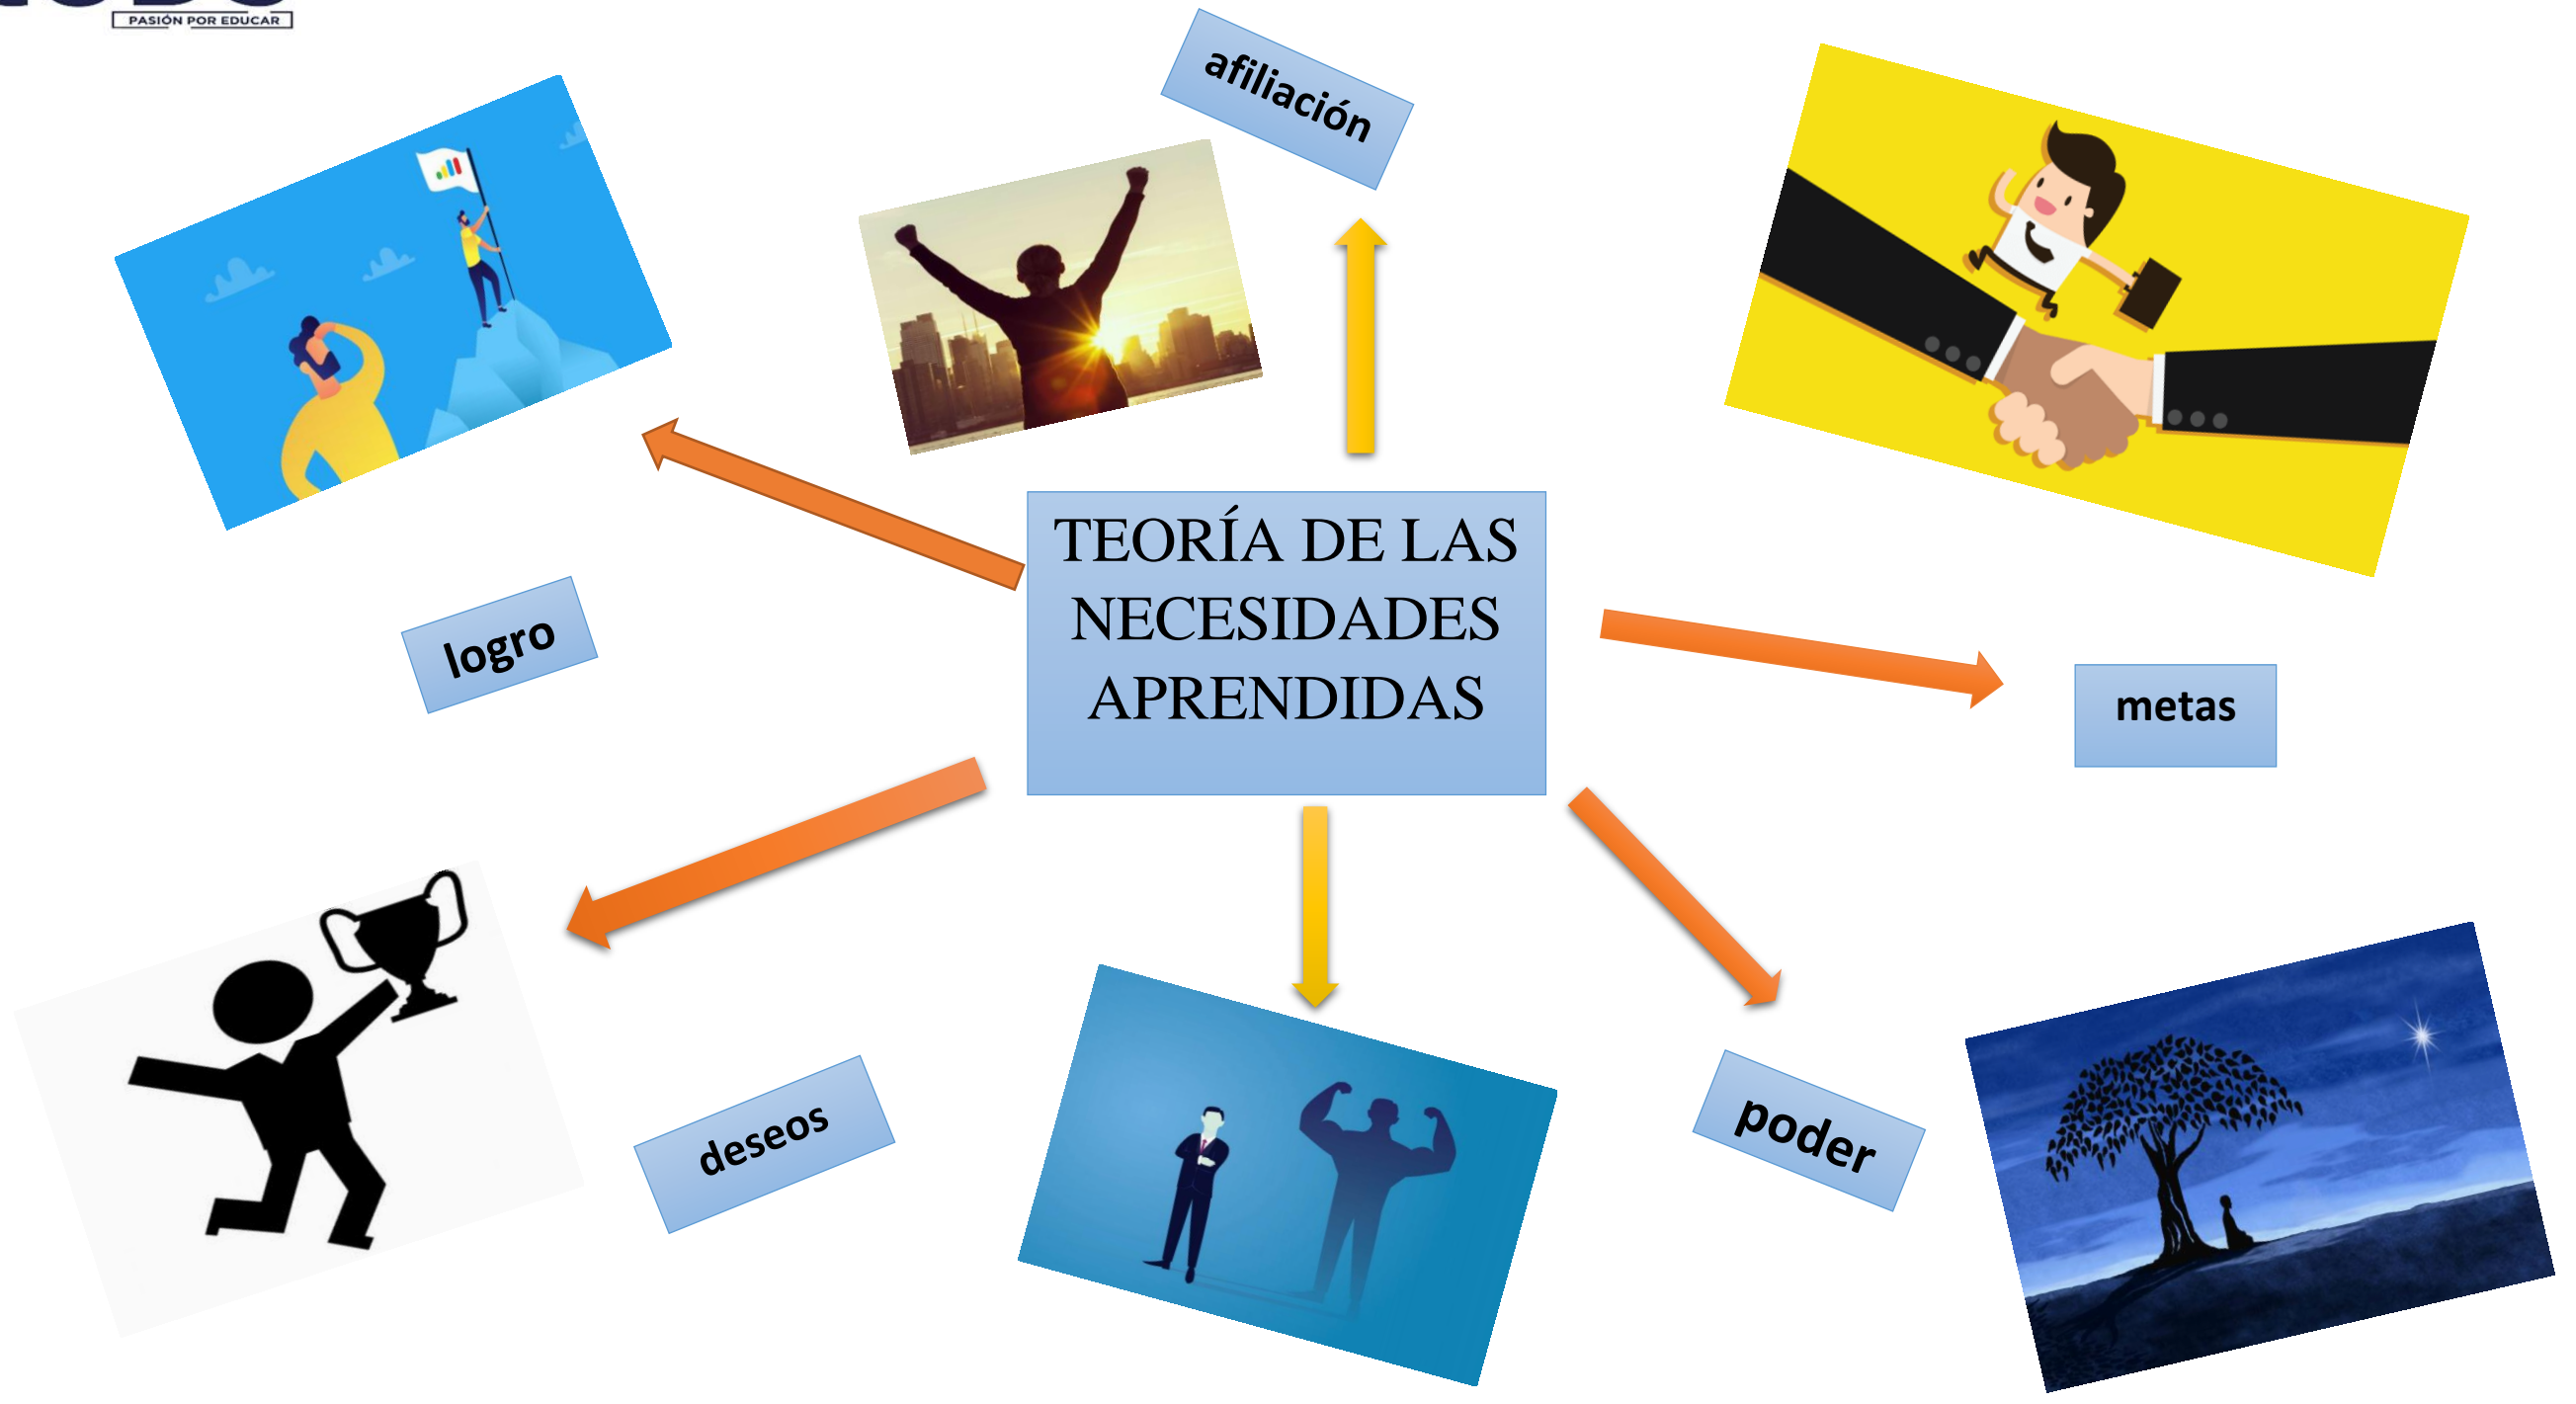 PASIÓN POR EDUCAR
afiliación
TEORÍA DE LAS
NECESIDADES
APRENDIDAS
logro
metas
deseos
poder